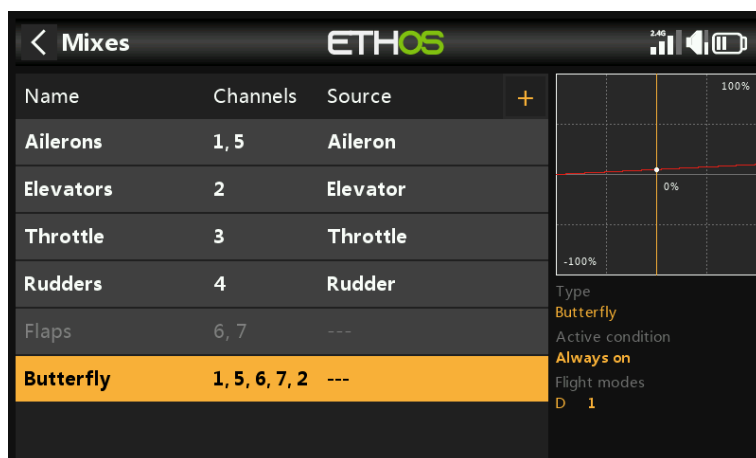 Mixes ETHOS 2.4G
Name Channels Source +
Ailerons 1, 5 Aileron
Elevators 2 Elevator
Throttle 3 Throttle
Rudders 4 Rudder
Flaps 6, 7 ---
Butterfly 1, 5, 6, 7, 2 ---
100%
0%
-100%
Type
Butterfly
Active condition
Always on
Flight modes
D 1